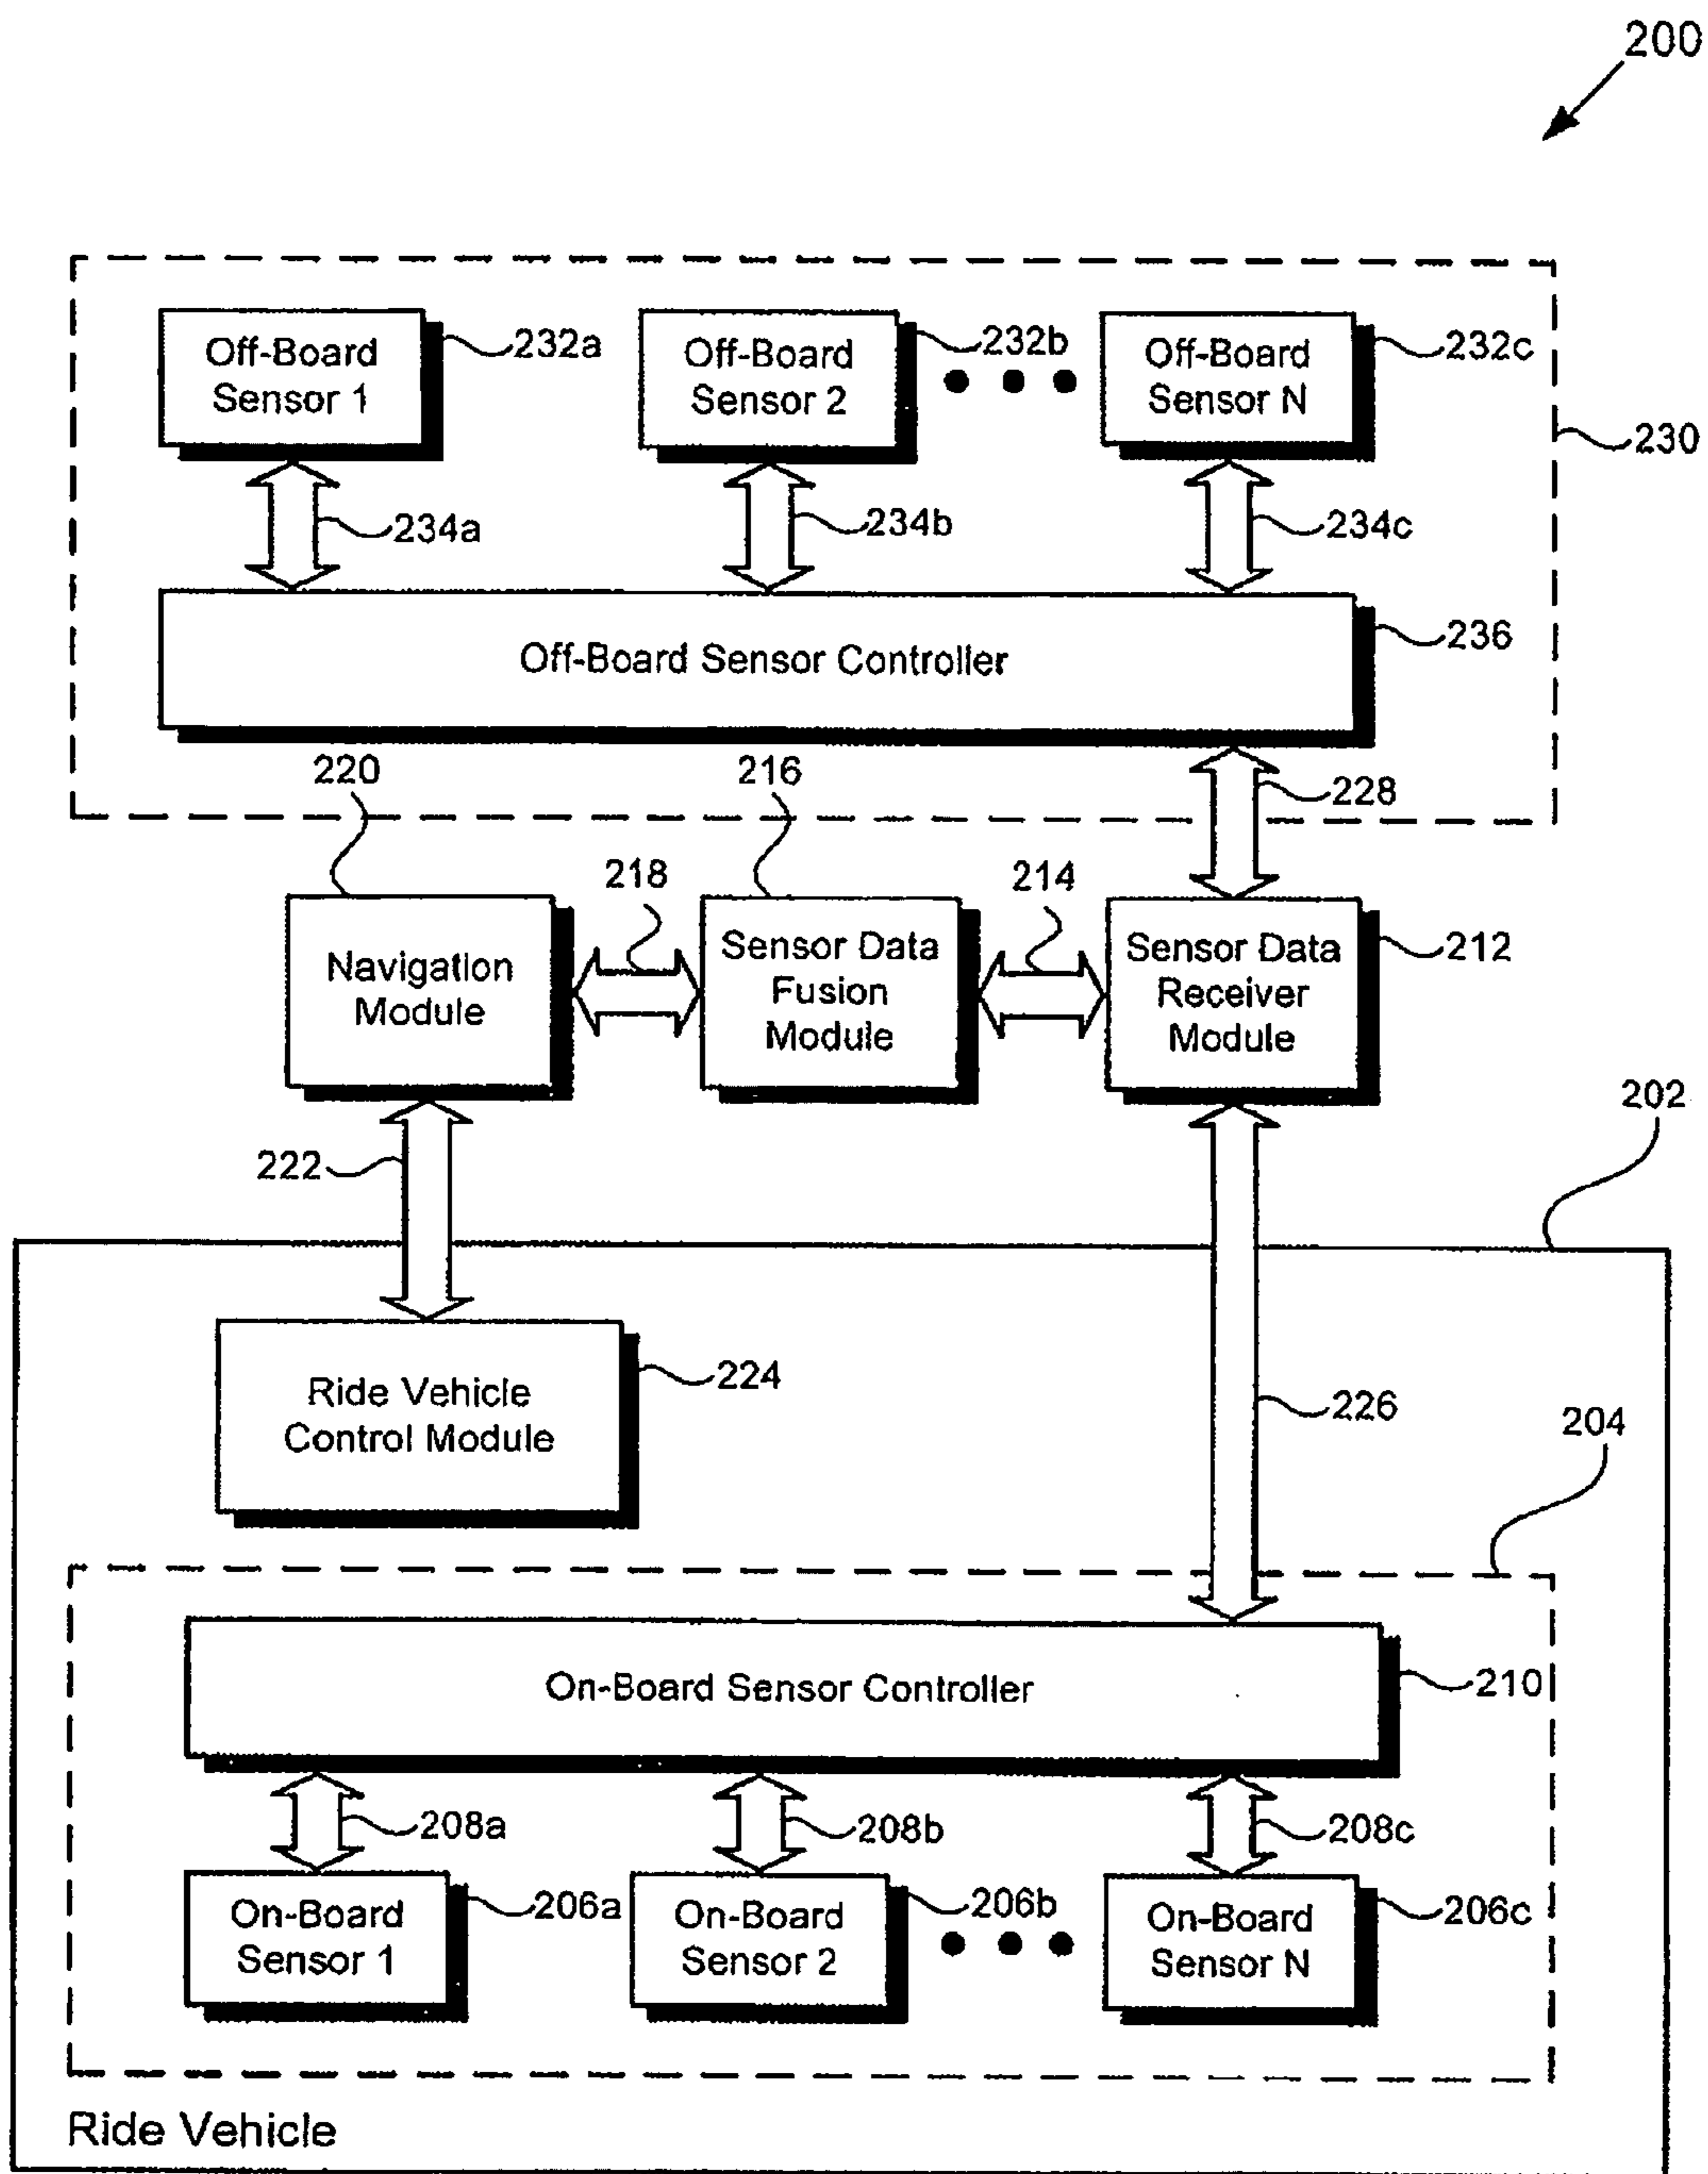 200
Off-Board
Sensor 1
232a
Off-Board
Sensor 2
232b
Off-Board
Sensor N
232c
230
234a
234b
234c
Off-Board Sensor Controller
236
220
216
228
218
214
Navigation
Module
Sensor Data
Fusion
Module
Sensor Data
Receiver
Module
212
202
222
Ride Vehicle
Control Module
224
226
204
On-Board Sensor Controller
210
208a
208b
208c
On-Board
Sensor 1
206a
On-Board
Sensor 2
206b
On-Board
Sensor N
206c
Ride Vehicle